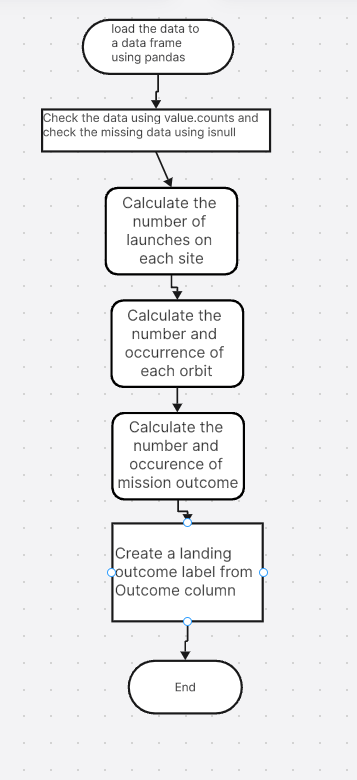 load the data to
a data frame
using pandas
Check the data using value.counts and
check the missing data using isnull
Calculate the
number of
launches on
each site
Calculate the
number and
occurrence of
each orbit
Calculate the
number and
occurence of
mission outcome
Create a landing
outcome label from
Outcome column
End